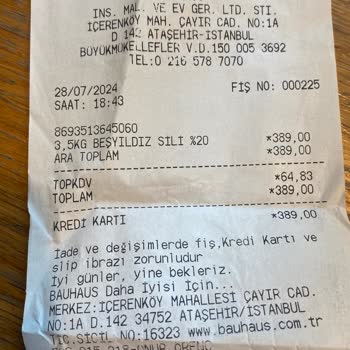 İNŞ. MAL. VE EV GER. LTD. STİ.
İÇERENKÖY MAH. ÇAYIR CAD. NO:1A
D 142 ATAŞEHİR-İSTANBUL
BÜYÜKMÜKELLEFLER V.D.150 005 3692
TEL:0 216 578 7070
28/07/2024 FİŞ NO: 000225
SAAT: 18:43
8693513645060
3,5KG BEŞYILDIZ SİLİ %20 *389,00
ARA TOPLAM *389,00
TOPKDV *64,83
TOPLAM *389,00
KREDİ KARTI *389,00
İade ve değişimlerde fiş,Kredi Kartı ve
slip ibrazı zorunludur
İyi günler, yine bekleriz.
BAUHAUS Daha İyisi İçin...
MERKEZ:İÇERENKÖY MAHALLESİ ÇAYIR CAD.
NO:1A D.142 34752 ATAŞEHİR/İSTANBUL
TİC.SİCİL NO:16323 www.bauhaus.com.tr